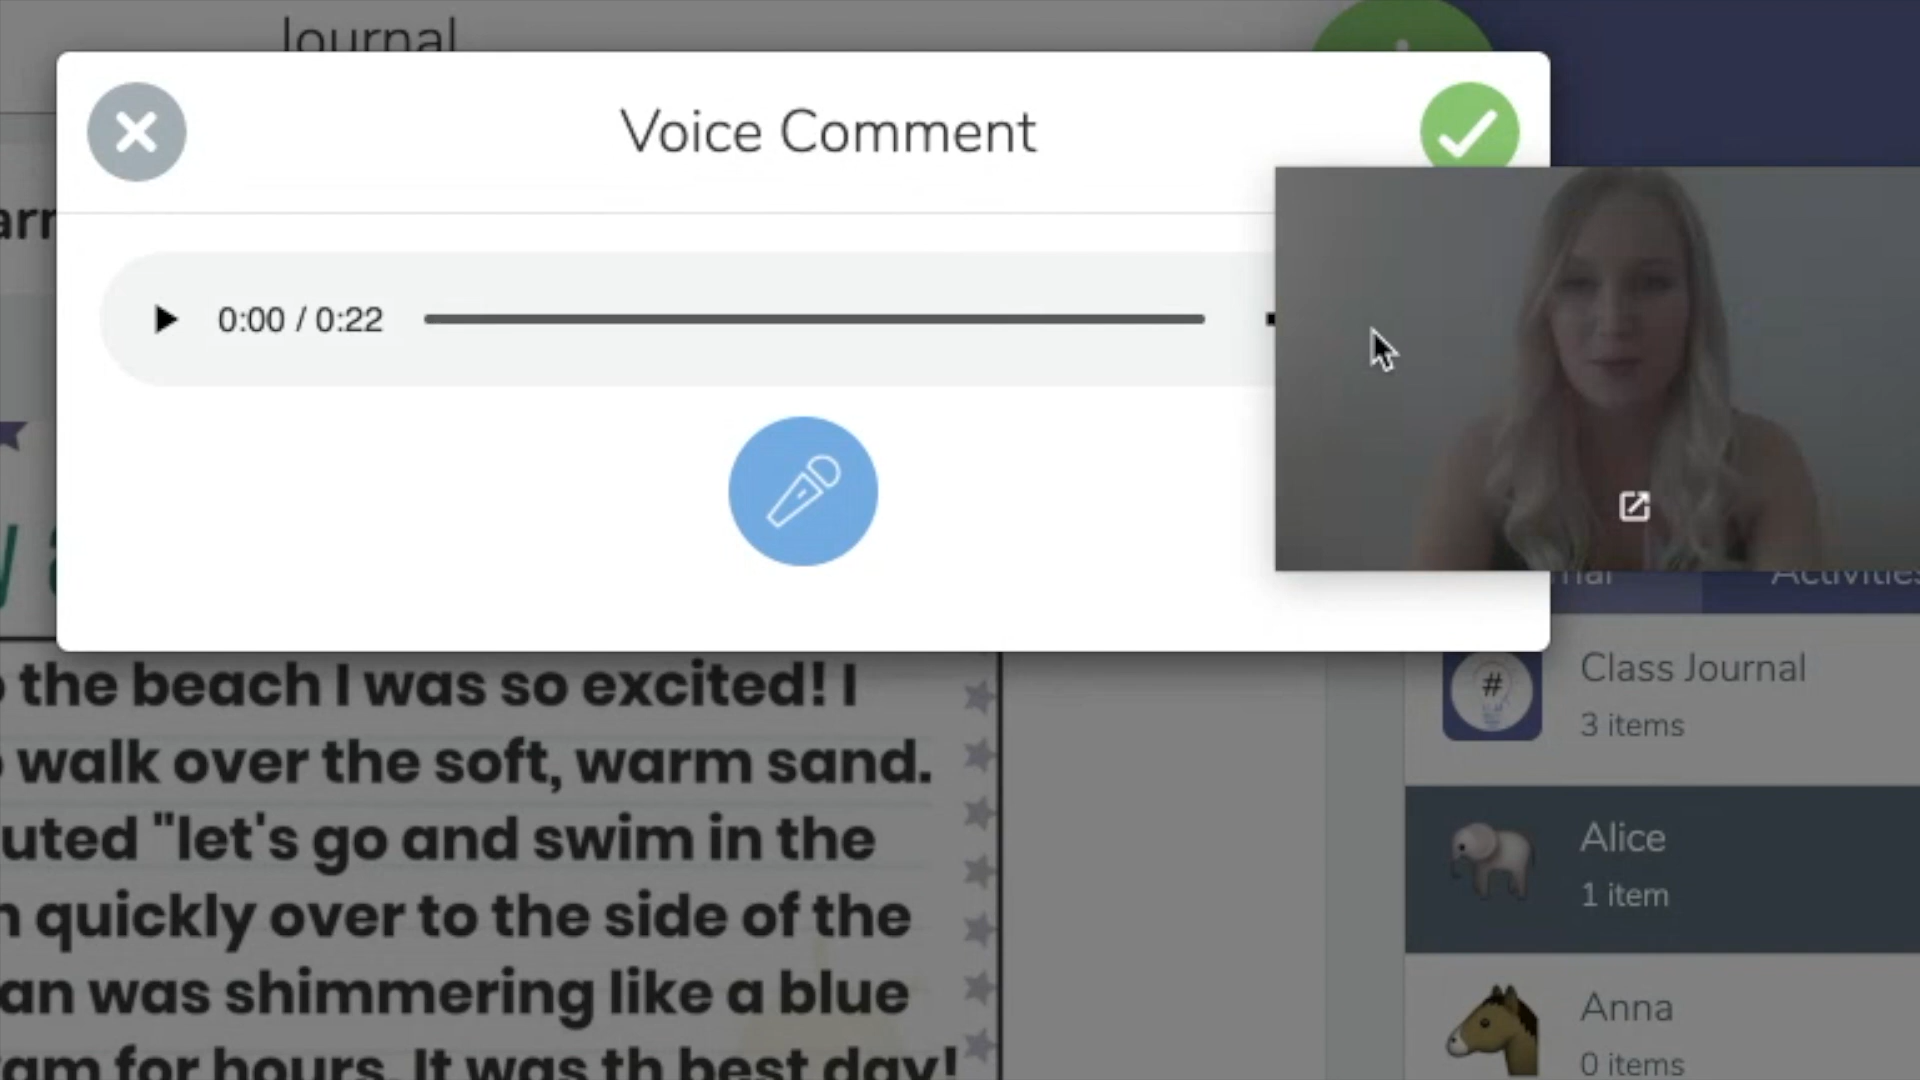 Journal
Voice Comment
0:00 / 0:22
the beach I was so excited! I
walk over the soft, warm sand.
uted "let's go and swim in the
quickly over to the side of the
an was shimmering like a blue
am for hours. It was th best day!
Activities
Class Journal
3 items
Alice
1 item
Anna
0 items